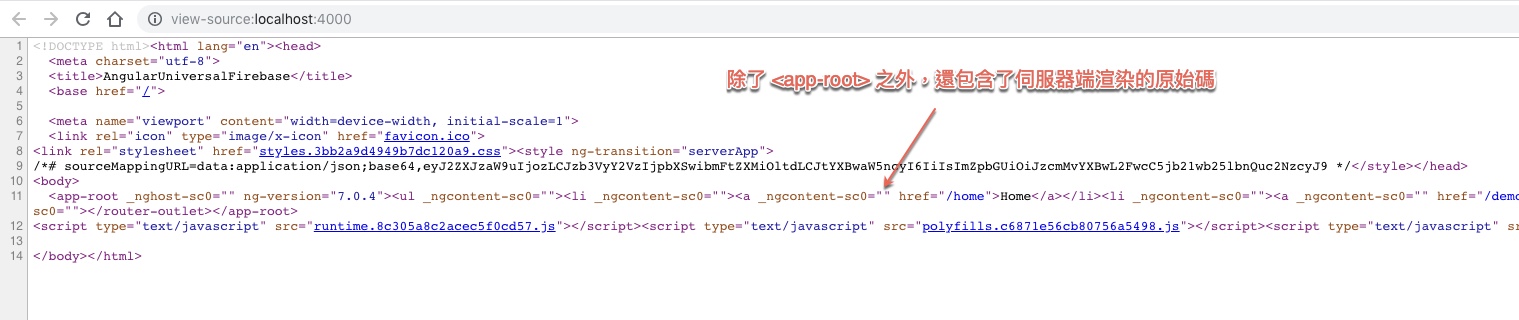 view-source:localhost:4000
除了 <app-root> 之外，還包含了伺服器端渲染的原始碼
1 <!DOCTYPE html><html lang="en"><head>
2 <meta charset="utf-8">
3 <title>AngularUniversalFirebase</title>
4 <base href="/">
5
6 <meta name="viewport" content="width=device-width, initial-scale=1">
7 <link rel="icon" type="image/x-icon" href="favicon.ico">
8 <link rel="stylesheet" href="styles.3bb2a9d4949b7dc120a9.css"><style ng-transition="serverApp">
9 /*# sourceMappingURL=data:application/json;base64,eyJ2ZXJzaW9uIjozLCJzb3VyY2VzIjpbXSwibmFtZXMiOltdLCJtYXBwaW5ncyI6IiIsImZpbGUiOiJzcmMvYXBwL2FwcC5jb21wb25lbnQuc2NzcyJ9 */</style></head>
10 <body>
11 <app-root _nghost-sc0="" ng-version="7.0.4"><ul _ngcontent-sc0=""><li _ngcontent-sc0=""><a _ngcontent-sc0="" href="/home">Home</a></li><li _ngcontent-sc0=""><a _ngcontent-sc0="" href="/demo
sc0=""></router-outlet></app-root>
12 <script type="text/javascript" src="runtime.8c305a8c2acec5f0cd57.js"></script><script type="text/javascript" src="polyfills.c6871e56cb80756a5498.js"></script><script type="text/javascript" sr
13
14 </body></html>